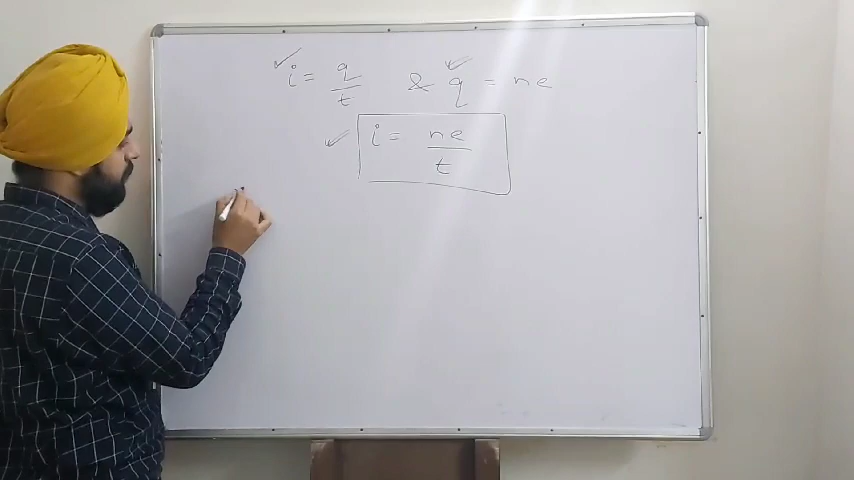 i = q/t & q = ne
i = ne/t